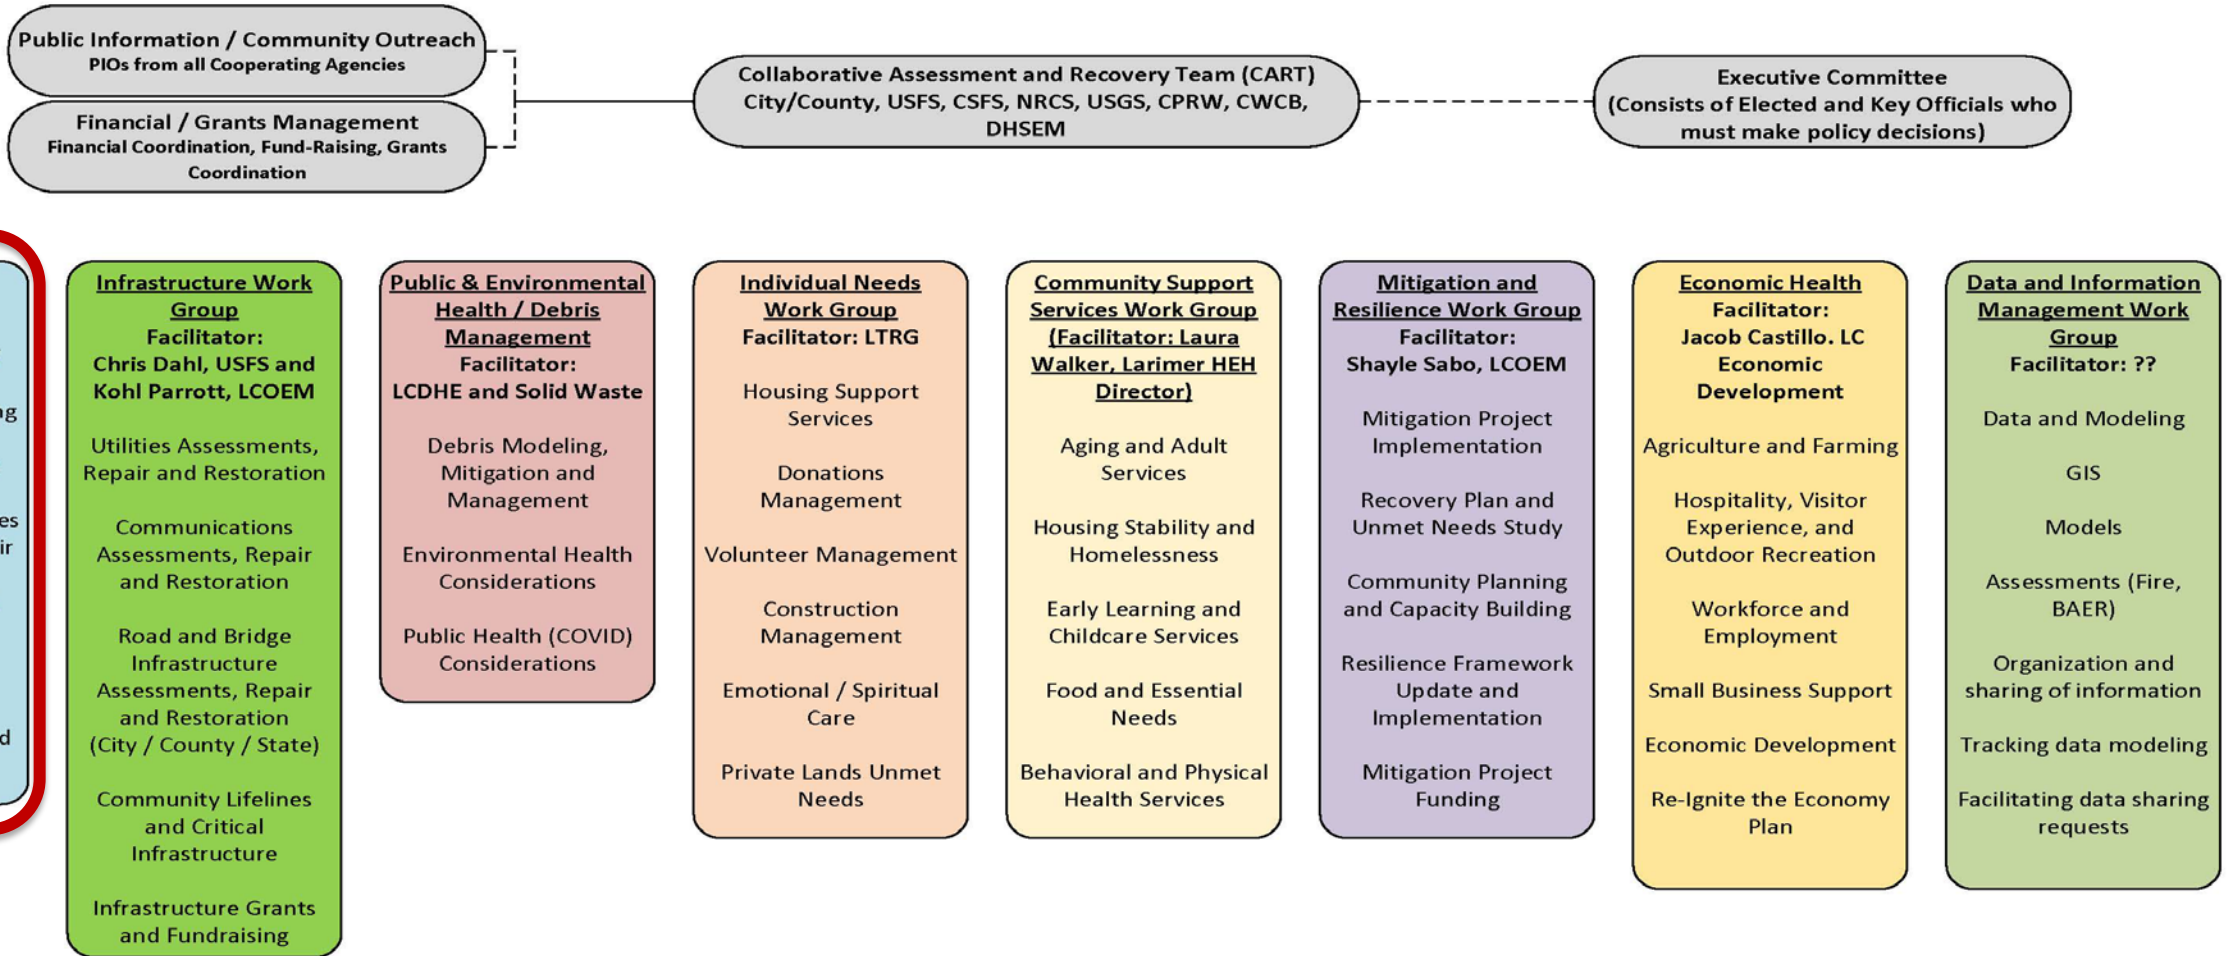 Public Information / Community Outreach
PIOs from all Cooperating Agencies
Financial / Grants Management
Financial Coordination, Fund-Raising, Grants
Coordination
Collaborative Assessment and Recovery Team (CART)
City/County, USFS, CSFS, NRCS, USGS, CPRW, CWCB,
DHSEM
Executive Committee
(Consists of Elected and Key Officials who
must make policy decisions)
Infrastructure Work
Group
Facilitator:
Chris Dahl, USFS and
Kohl Parrott, LCOEM
Utilities Assessments,
Repair and Restoration
Communications
Assessments, Repair
and Restoration
Road and Bridge
Infrastructure
Assessments, Repair
and Restoration
(City / County / State)
Community Lifelines
and Critical
Infrastructure
Infrastructure Grants
and Fundraising
Public & Environmental
Health / Debris
Management
Facilitator:
LCDHE and Solid Waste
Debris Modeling,
Mitigation and
Management
Environmental Health
Considerations
Public Health (COVID)
Considerations
Individual Needs
Work Group
Facilitator: LTRG
Housing Support
Services
Donations
Management
Volunteer Management
Construction
Management
Emotional / Spiritual
Care
Private Lands Unmet
Needs
Community Support
Services Work Group
(Facilitator: Laura
Walker, Larimer HEH
Director)
Aging and Adult
Services
Housing Stability and
Homelessness
Early Learning and
Childcare Services
Food and Essential
Needs
Behavioral and Physical
Health Services
Mitigation and
Resilience Work Group
Facilitator:
Shayle Sabo, LCOEM
Mitigation Project
Implementation
Recovery Plan and
Unmet Needs Study
Community Planning
and Capacity Building
Resilience Framework
Update and
Implementation
Mitigation Project
Funding
Economic Health
Facilitator:
Jacob Castillo. LC
Economic
Development
Agriculture and Farming
Hospitality, Visitor
Experience, and
Outdoor Recreation
Workforce and
Employment
Small Business Support
Economic Development
Re-Ignite the Economy
Plan
Data and Information
Management Work
Group
Facilitator: ??
Data and Modeling
GIS
Models
Assessments (Fire,
BAER)
Organization and
sharing of information
Tracking data modeling
Facilitating data sharing
requests